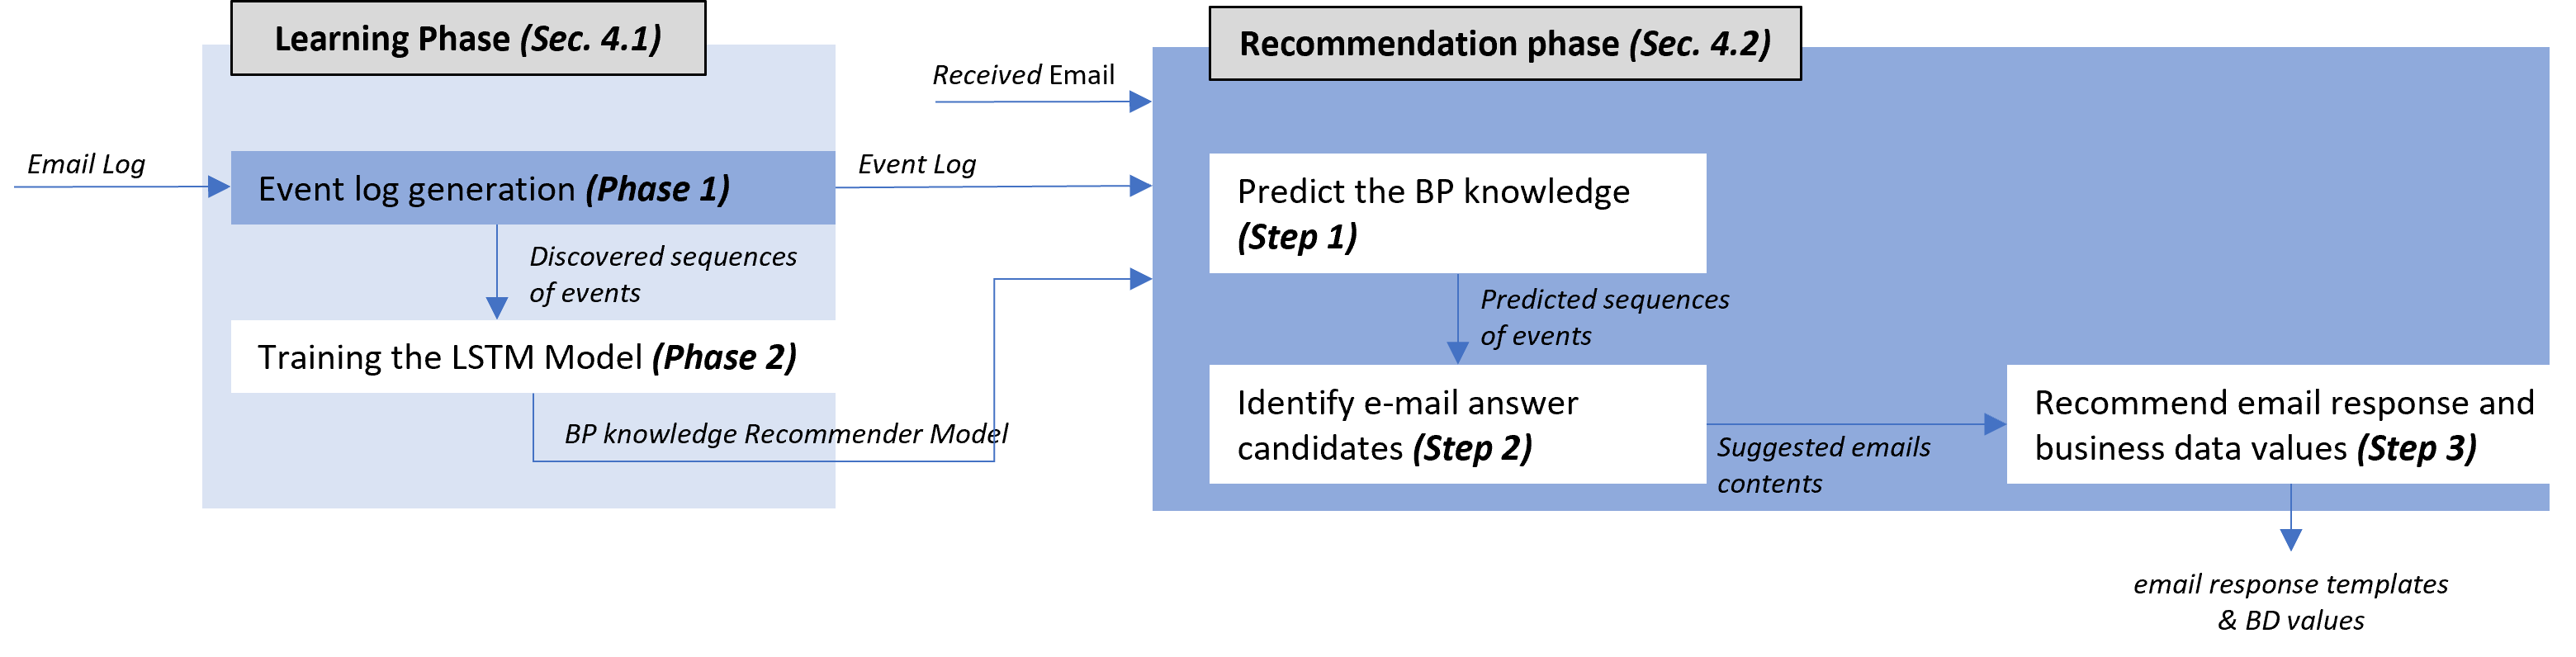 Learning Phase (Sec. 4.1)
Email Log
Event log generation (Phase 1)
Discovered sequences
of events
Training the LSTM Model (Phase 2)
BP knowledge Recommender Model
Received Email
Event Log
Recommendation phase (Sec. 4.2)
Predict the BP knowledge
(Step 1)
Predicted sequences
of events
Identify e-mail answer
candidates (Step 2)
Suggested emails
contents
Recommend email response and
business data values (Step 3)
email response templates
& BD values